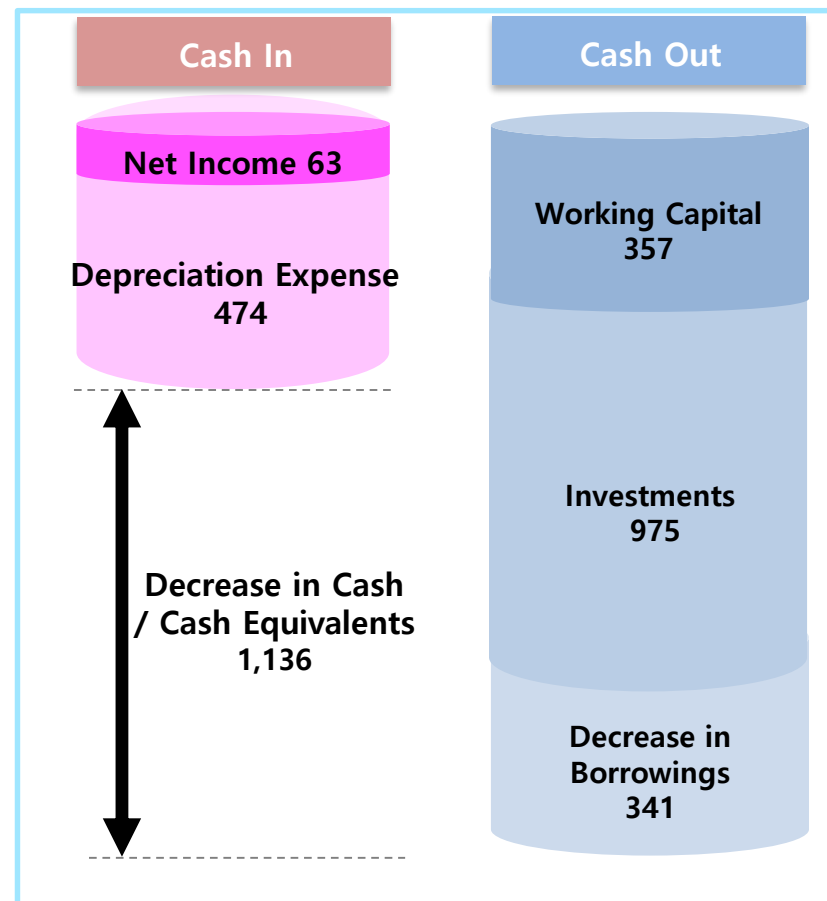 Cash In
Net Income 63
Depreciation Expense
474
Decrease in Cash
/ Cash Equivalents
1,136
Cash Out
Working Capital
357
Investments
975
Decrease in
Borrowings
341